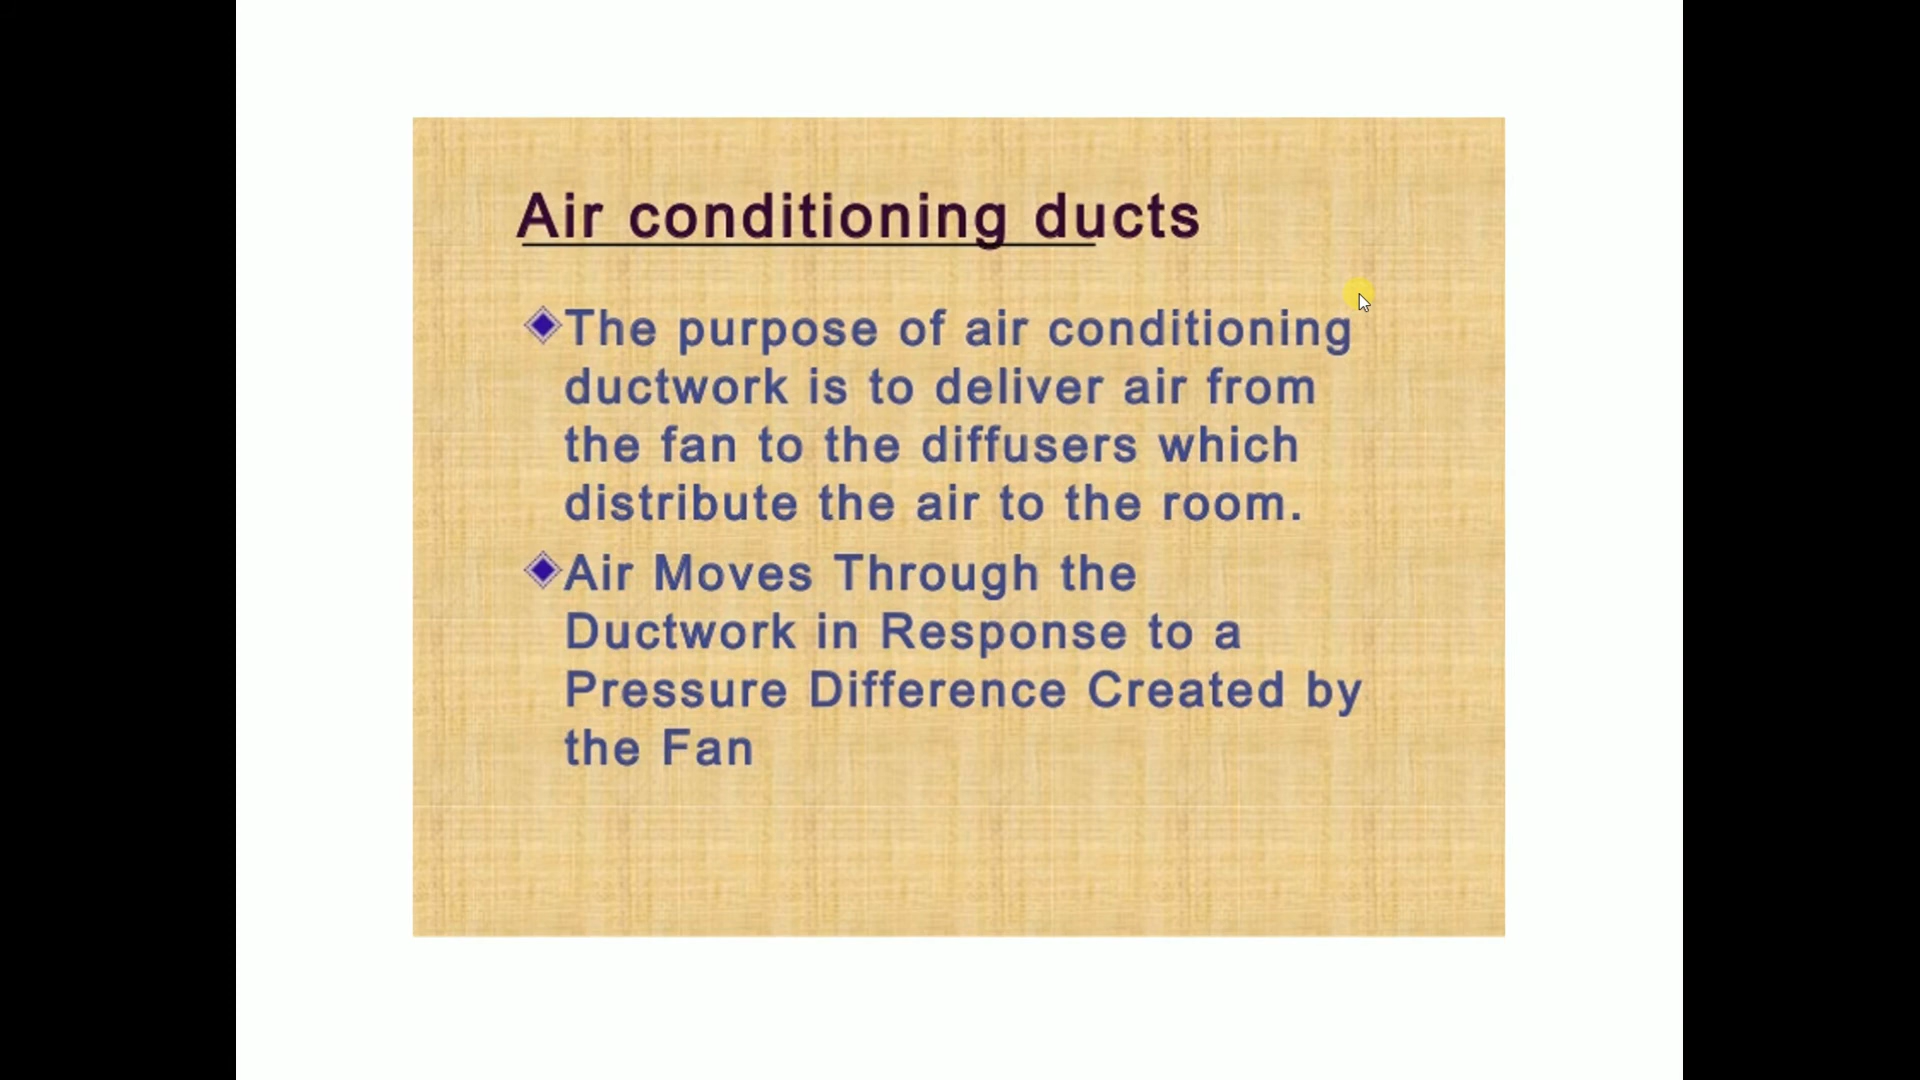 Air conditioning ducts
The purpose of air conditioning
ductwork is to deliver air from
the fan to the diffusers which
distribute the air to the room.
Air Moves Through the
Ductwork in Response to a
Pressure Difference Created by
the Fan